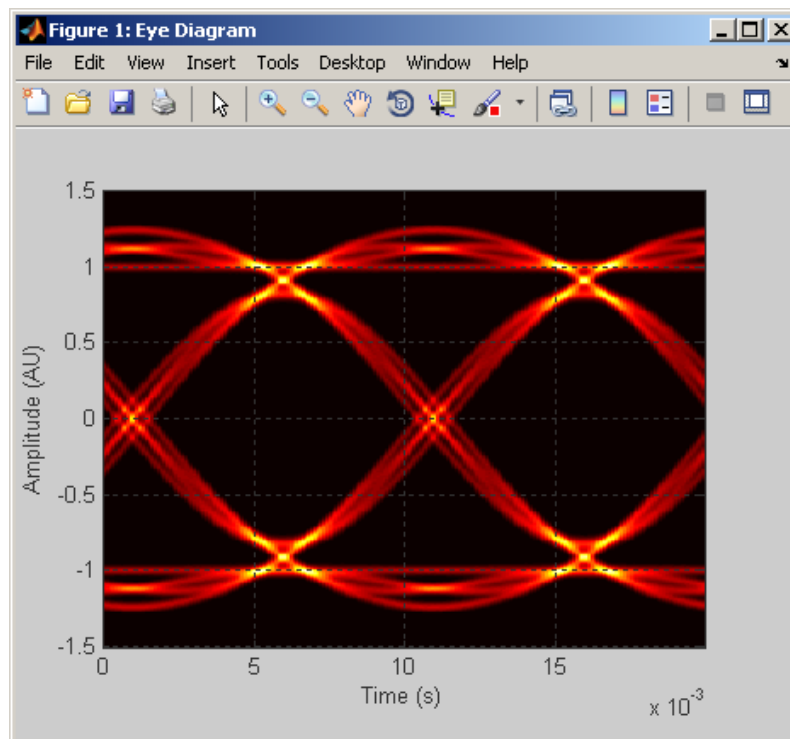 Figure 1: Eye Diagram
File Edit View Insert Tools Desktop Window Help
1.5
1
0.5
0
-0.5
-1
-1.5
Amplitude (AU)
0 5 10 15
Time (s)
x 10-3